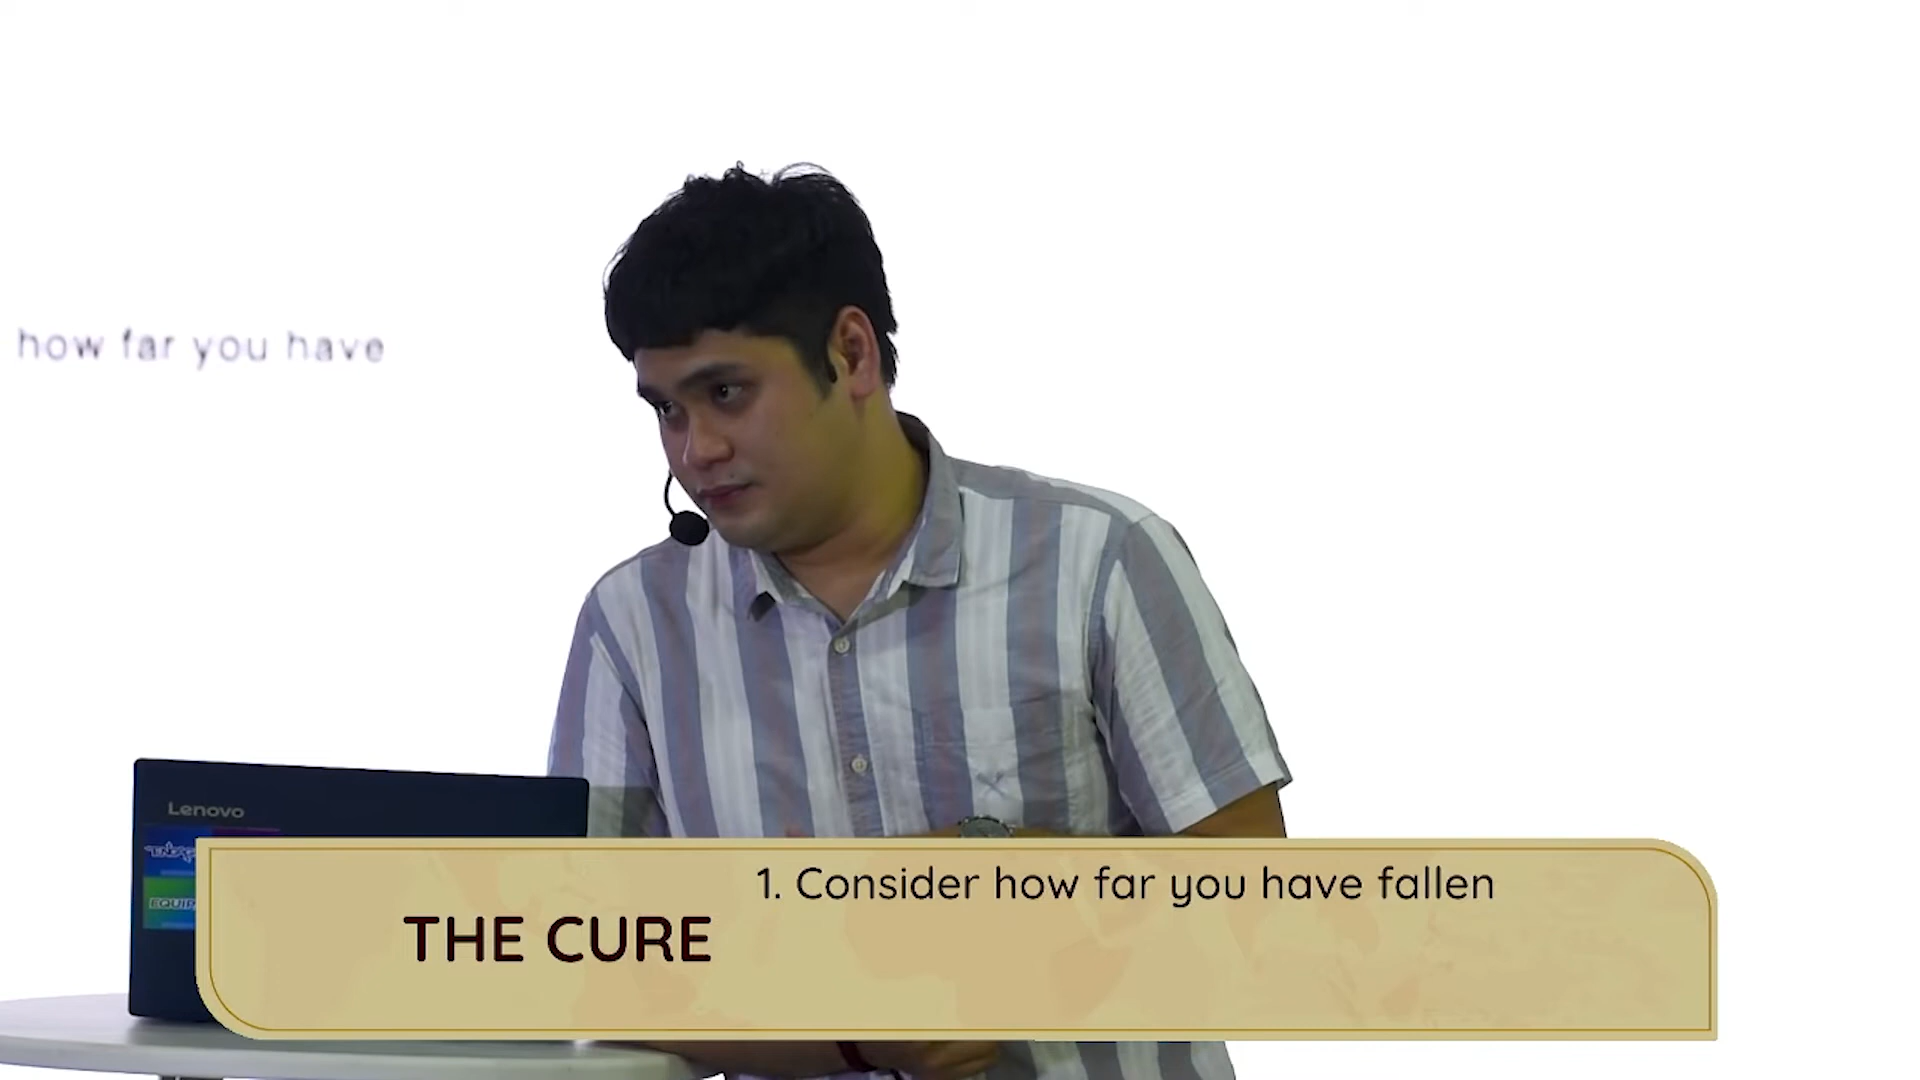 how far you have
Lenovo
1. Consider how far you have fallen
THE CURE